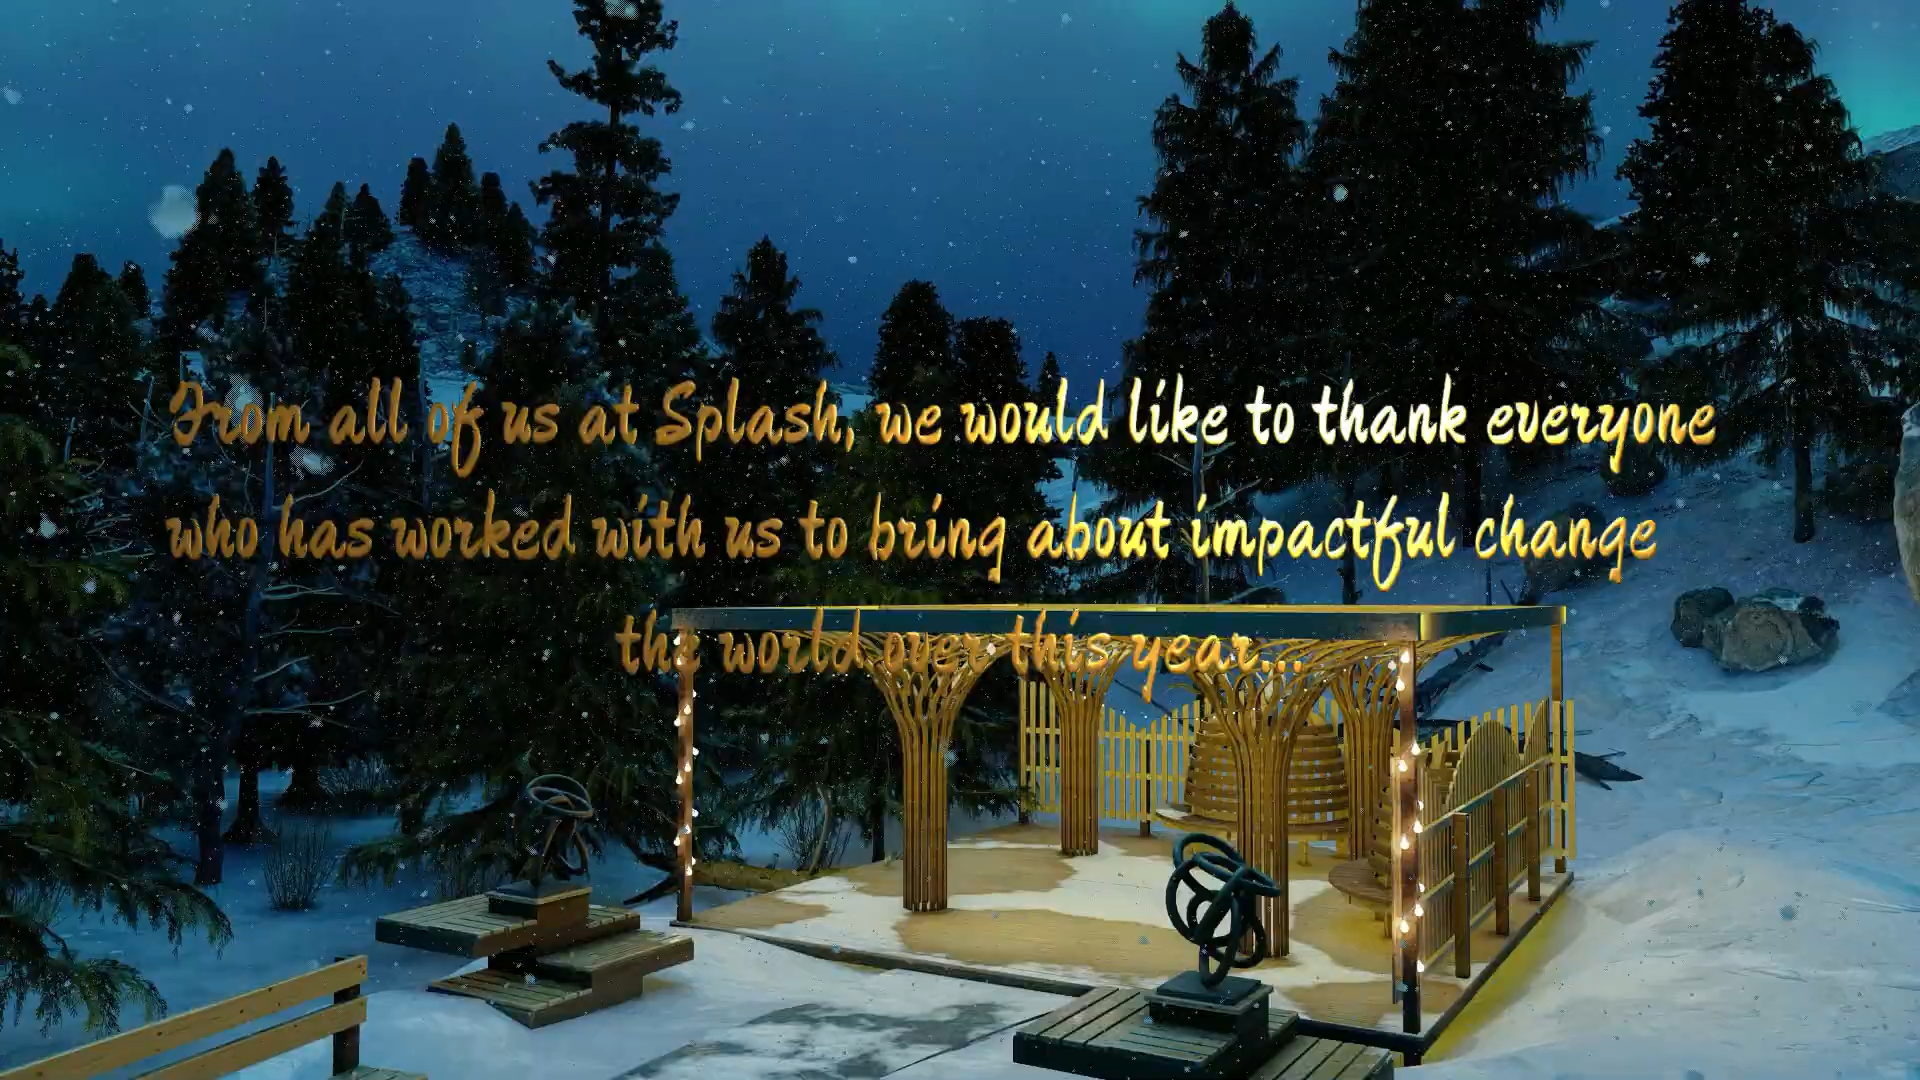 From all of us at Splash, we would like to thank everyone
who has worked with us to bring about impactful change
the world over this year...